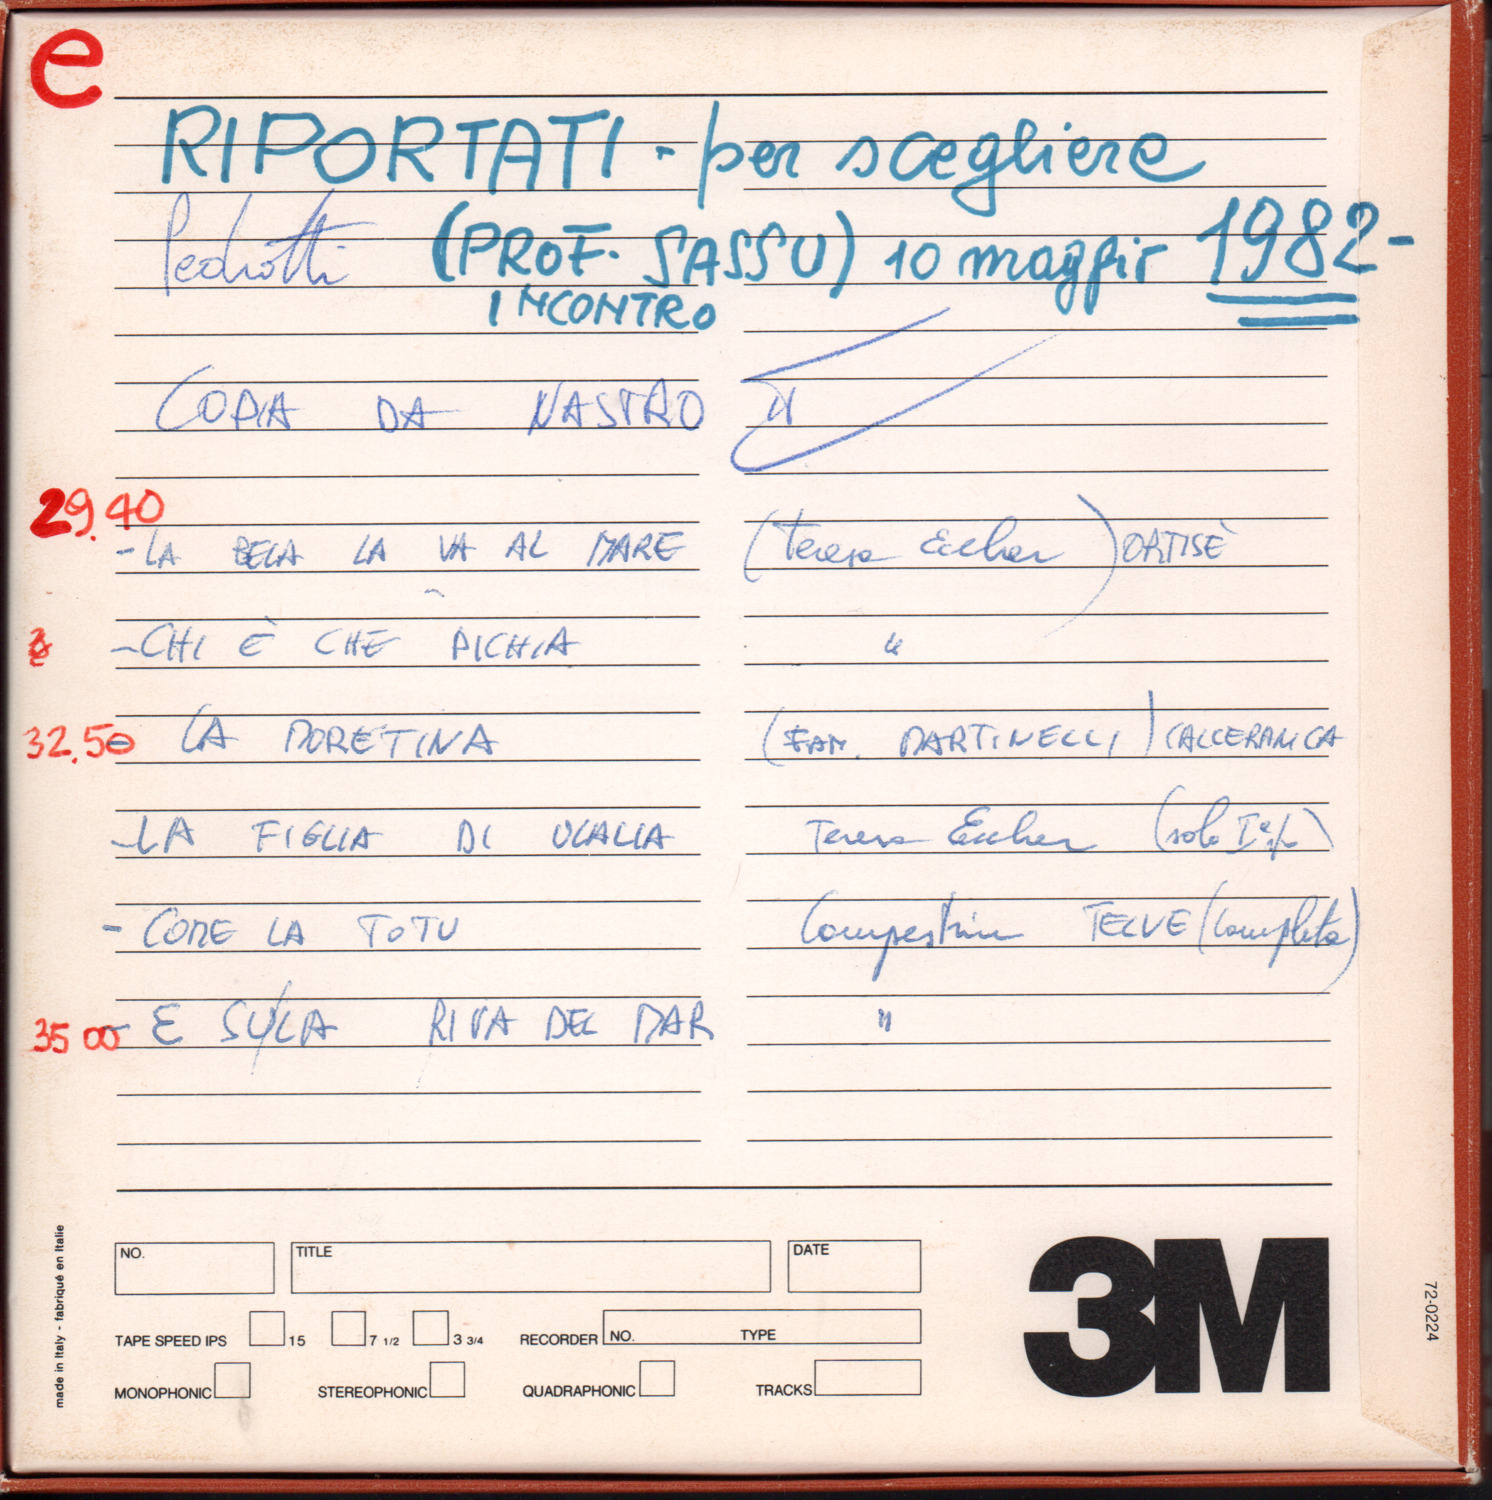 e
RIPORTATI - per scegliere
Pedrotti (PROF. SASSU) 10 maggio 1982-
INCONTRO
COPIA DA NASTRO
29.40
- LA BELA LA VA AL MARE (Teresa Eccher) ORTISÈ
- CHI È CHE PICHIA "
32.50 LA MORETINA (FAM. MARTINELLI) CALCERANICA
- LA FIGLIA DI ULALIA Teresa Eccher (solo Iª
- COME LA TOTU Campestrin TELVE (completa)
35 00 - E SULA RIVA DEL MAR "
NO. TITLE DATE
TAPE SPEED IPS 15 7 1/2 3 3/4 RECORDER NO. TYPE
MONOPHONIC STEREOPHONIC QUADRAPHONIC TRACKS
3M
made in Italy - fabriqué en Italie
72-0224